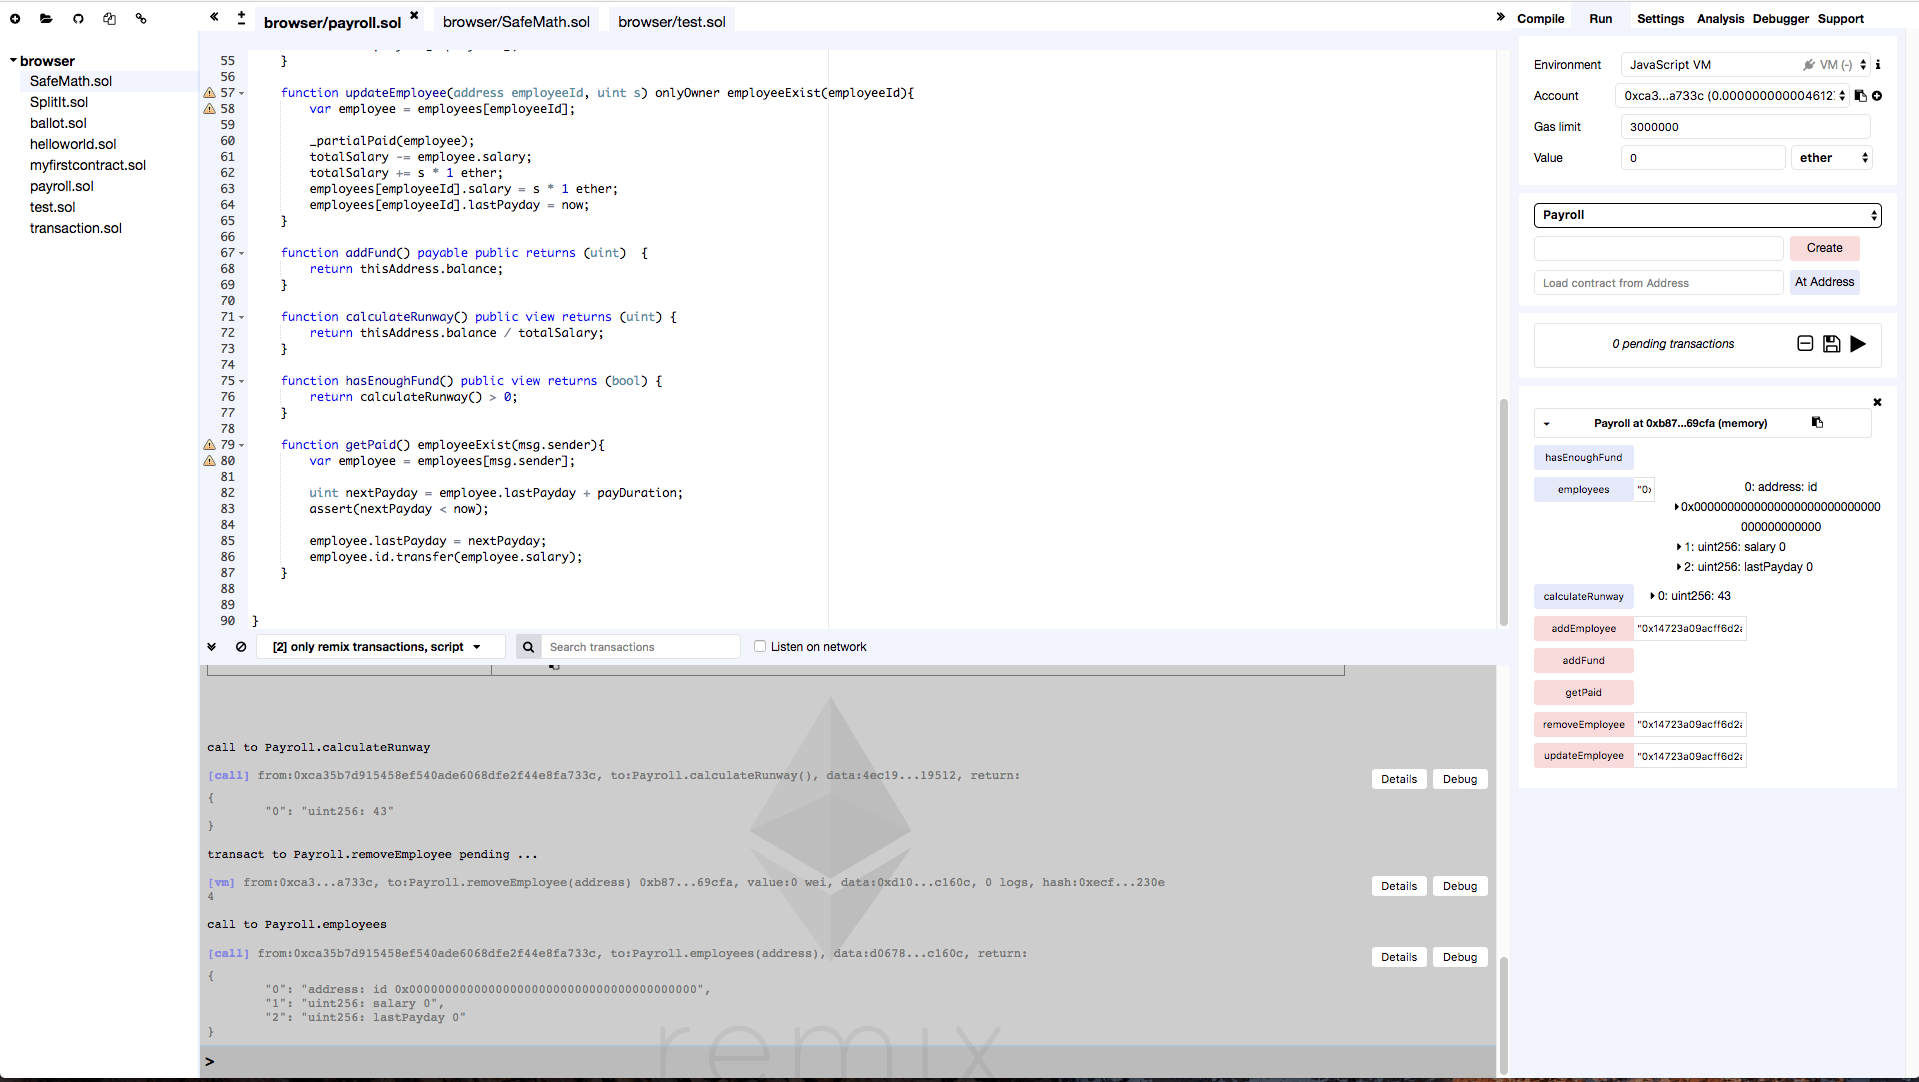 browser/payroll.sol
browser/SafeMath.sol
browser/test.sol
Compile
Run
Settings
Analysis
Debugger
Support
browser
SafeMath.sol
SplitIt.sol
ballot.sol
helloworld.sol
myfirstcontract.sol
payroll.sol
test.sol
transaction.sol
55 }
56
57 function updateEmployee(address employeeId, uint s) onlyOwner employeeExist(employeeId){
58 var employee = employees[employeeId];
59
60 _partialPaid(employee);
61 totalSalary -= employee.salary;
62 totalSalary += s * 1 ether;
63 employees[employeeId].salary = s * 1 ether;
64 employees[employeeId].lastPayday = now;
65 }
66
67 function addFund() payable public returns (uint)  {
68 return thisAddress.balance;
69 }
70
71 function calculateRunway() public view returns (uint) {
72 return thisAddress.balance / totalSalary;
73 }
74
75 function hasEnoughFund() public view returns (bool) {
76 return calculateRunway() > 0;
77 }
78
79 function getPaid() employeeExist(msg.sender){
80 var employee = employees[msg.sender];
81
82 uint nextPayday = employee.lastPayday + payDuration;
83 assert(nextPayday < now);
84
85 employee.lastPayday = nextPayday;
86 employee.id.transfer(employee.salary);
87 }
88
89
90 }
[2] only remix transactions, script
Search transactions
Listen on network
call to Payroll.calculateRunway
[call] from:0xca35b7d915458ef540ade6068dfe2f44e8fa733c, to:Payroll.calculateRunway(), data:4ec19...19512, return:
Details
Debug
{
"0": "uint256: 43"
}
transact to Payroll.removeEmployee pending ...
[vm] from:0xca3...a733c, to:Payroll.removeEmployee(address) 0xb87...69cfa, value:0 wei, data:0xd10...c160c, 0 logs, hash:0xecf...230e
4
Details
Debug
call to Payroll.employees
[call] from:0xca35b7d915458ef540ade6068dfe2f44e8fa733c, to:Payroll.employees(address), data:d0678...c160c, return:
Details
Debug
{
"0": "address: id 0x0000000000000000000000000000000000000000",
"1": "uint256: salary 0",
"2": "uint256: lastPayday 0"
}
remix
>
Environment
JavaScript VM
VM (-)
Account
0xca3...a733c (0.0000000000046127
Gas limit
3000000
Value
0
ether
Payroll
Create
Load contract from Address
At Address
0 pending transactions
Payroll at 0xb87...69cfa (memory)
hasEnoughFund
employees
"0x
0: address: id
0x0000000000000000000000000000
000000000000
1: uint256: salary 0
2: uint256: lastPayday 0
calculateRunway
0: uint256: 43
addEmployee
"0x14723a09acff6d2a
addFund
getPaid
removeEmployee
"0x14723a09acff6d2a
updateEmployee
"0x14723a09acff6d2a